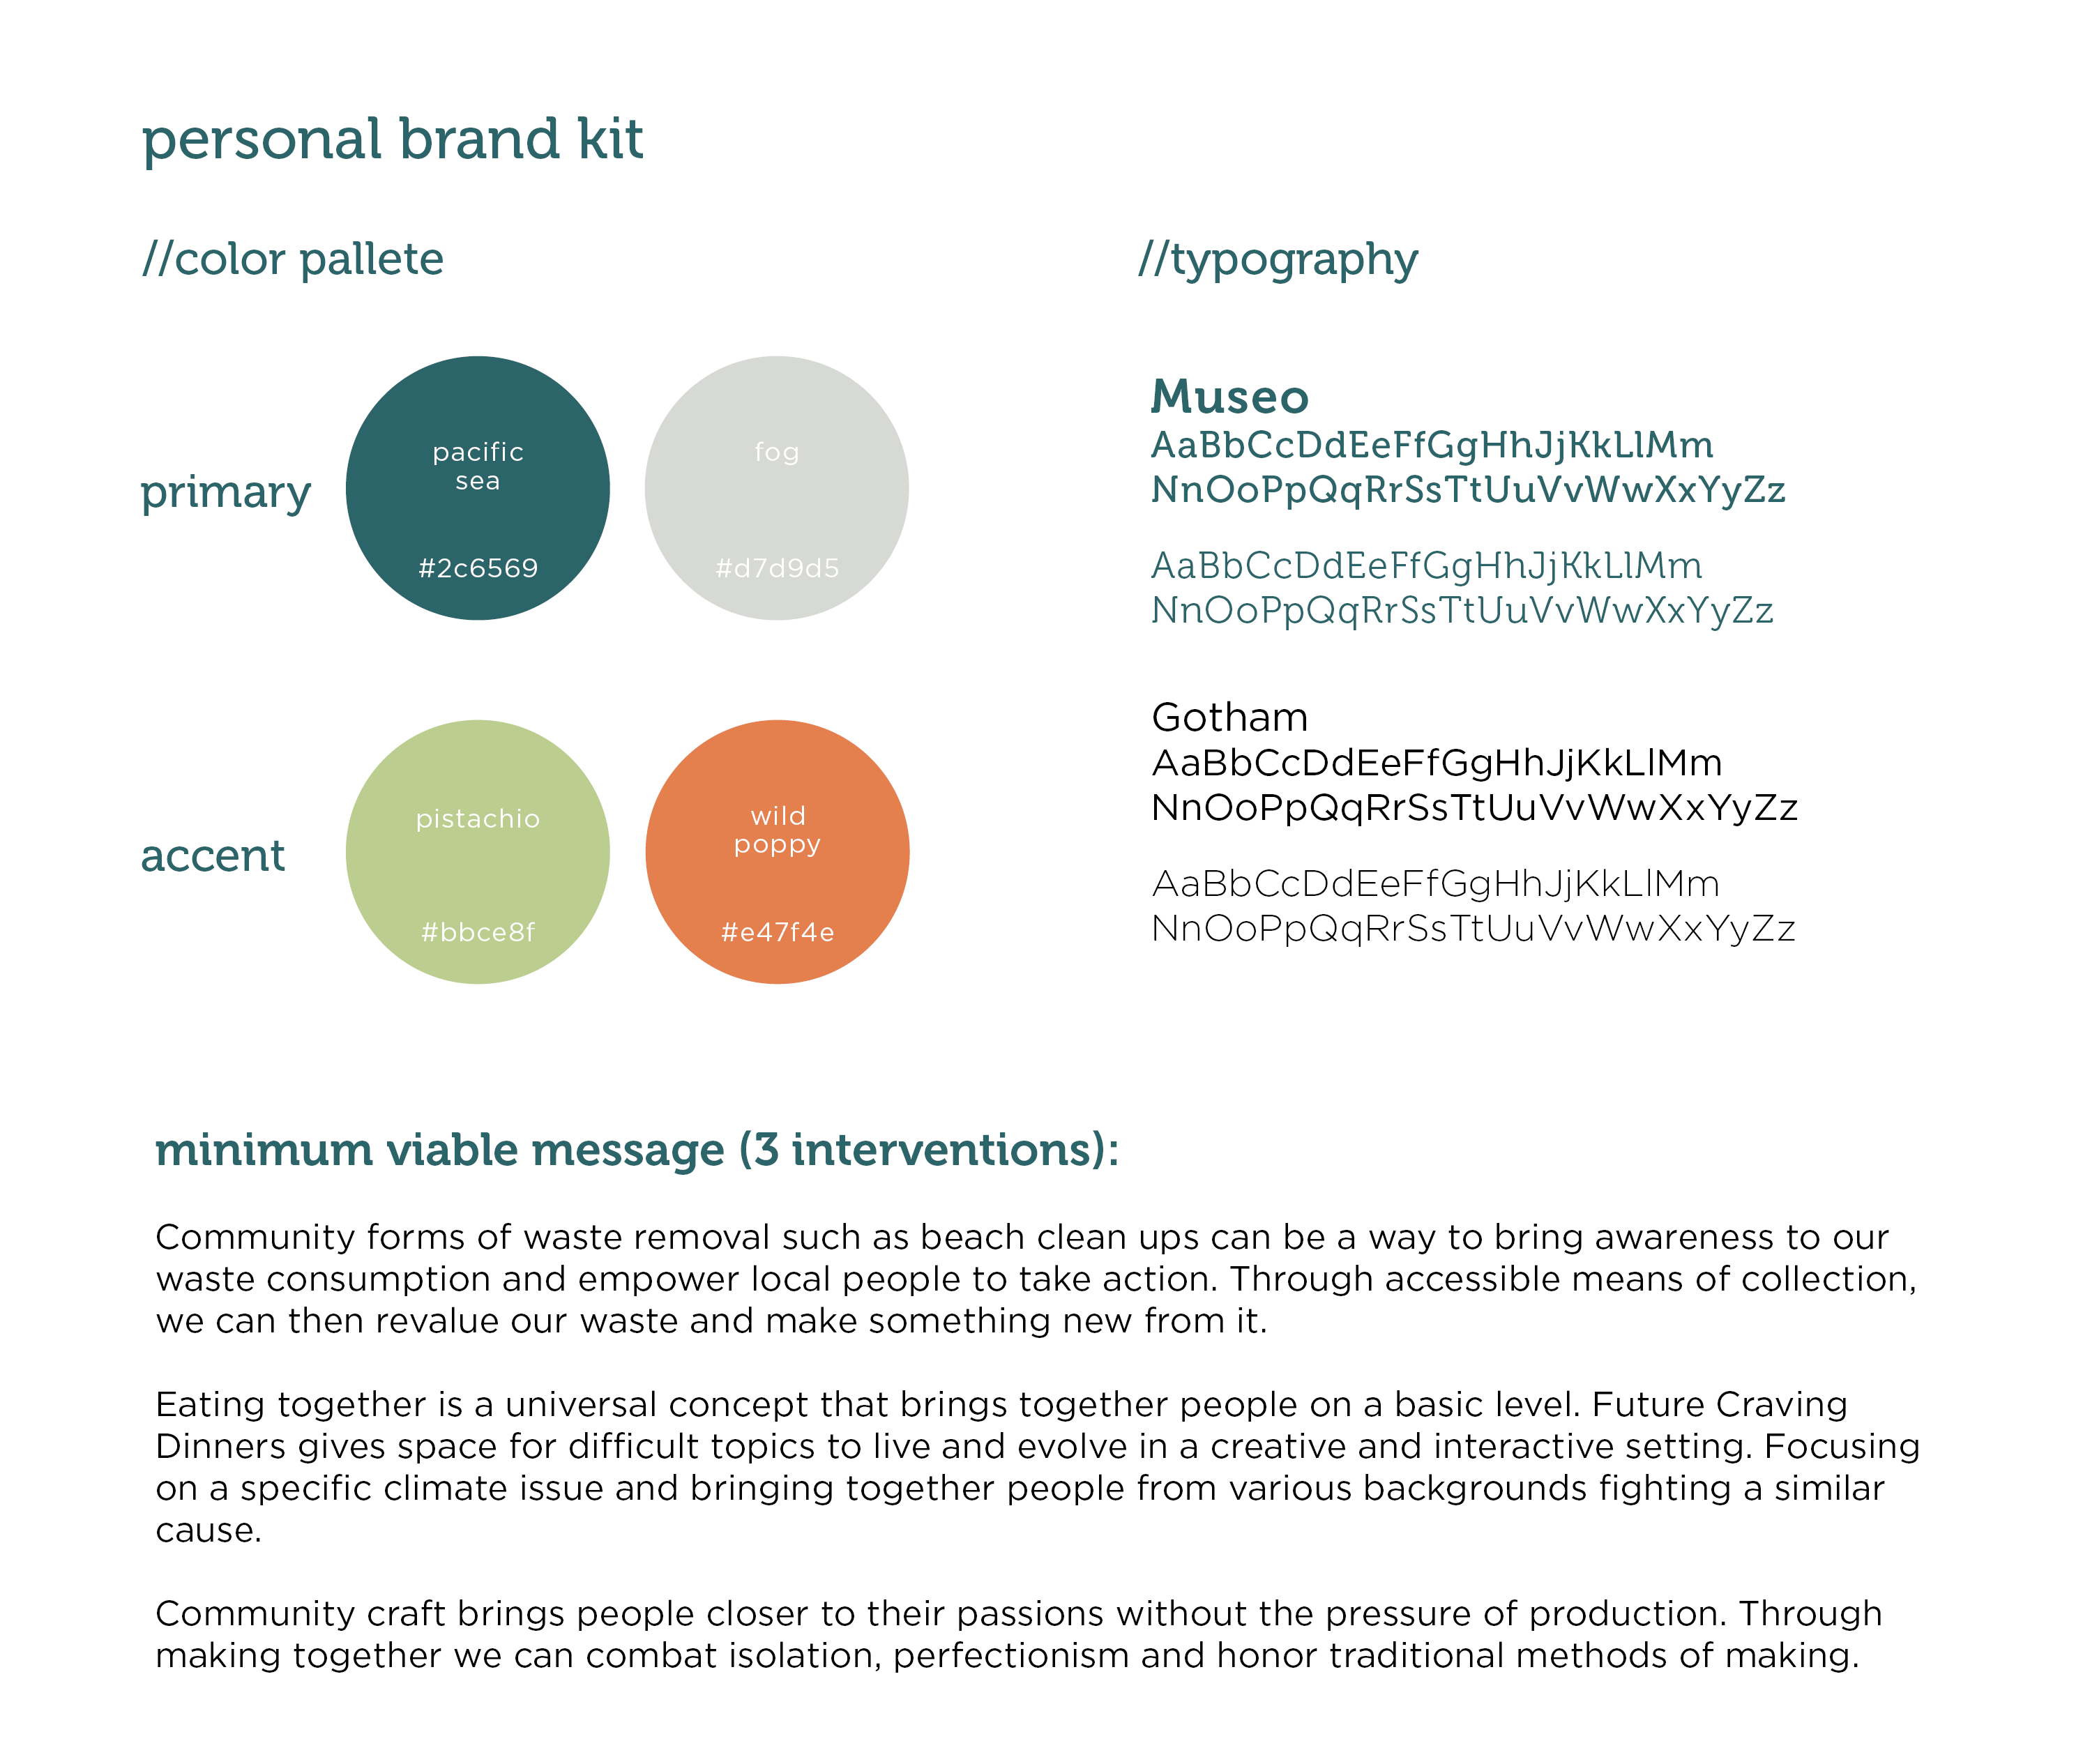 personal brand kit
//color pallete
primary
pacific
sea
#2c6569
fog
#d7d9d5
accent
pistachio
#bbce8f
wild
poppy
#e47f4e
//typography
Museo
AaBbCcDdEeFfGgHhJjKkLlMm
NnOoPpQqRrSsTtUuVvWwXxYyZz
AaBbCcDdEeFfGgHhJjKkLlMm
NnOoPpQqRrSsTtUuVvWwXxYyZz
Gotham
AaBbCcDdEeFfGgHhJjKkLlMm
NnOoPpQqRrSsTtUuVvWwXxYyZz
AaBbCcDdEeFfGgHhJjKkLlMm
NnOoPpQqRrSsTtUuVvWwXxYyZz
minimum viable message (3 interventions):
Community forms of waste removal such as beach clean ups can be a way to bring awareness to our
waste consumption and empower local people to take action. Through accessible means of collection,
we can then revalue our waste and make something new from it.
Eating together is a universal concept that brings together people on a basic level. Future Craving
Dinners gives space for difficult topics to live and evolve in a creative and interactive setting. Focusing
on a specific climate issue and bringing together people from various backgrounds fighting a similar
cause.
Community craft brings people closer to their passions without the pressure of production. Through
making together we can combat isolation, perfectionism and honor traditional methods of making.